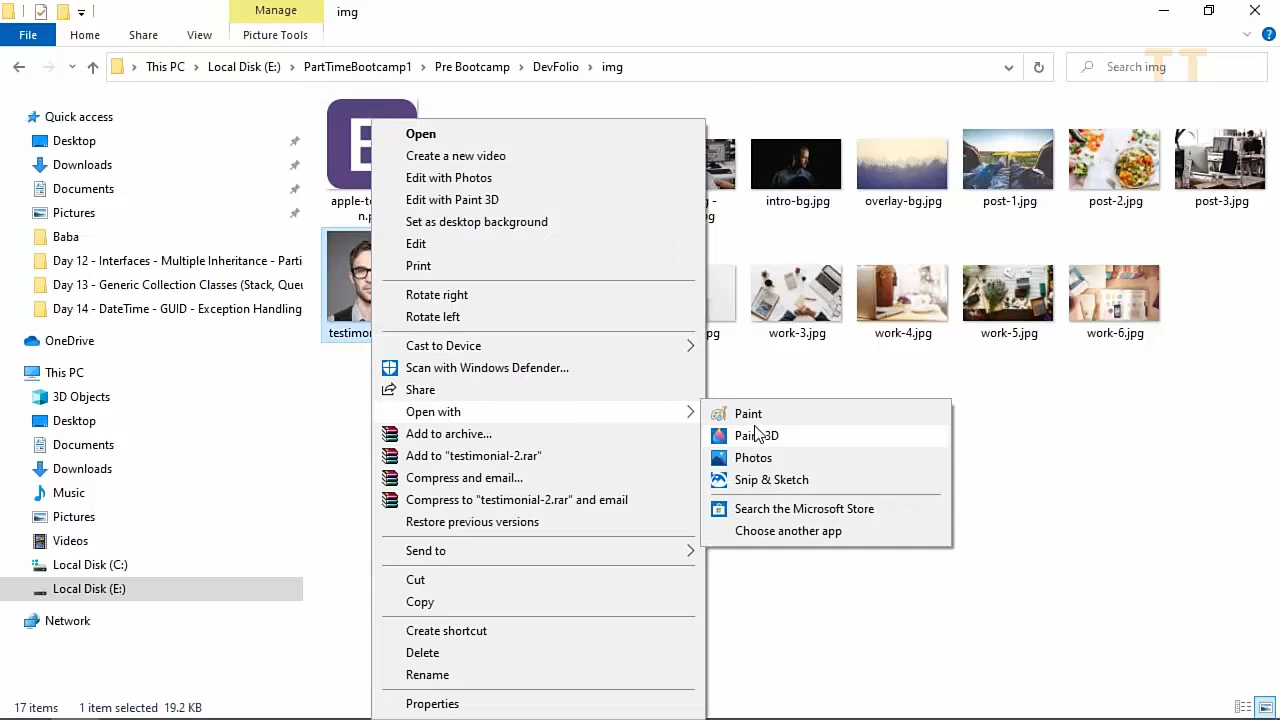 Manage
img
File
Home
Share
View
Picture Tools
This PC
Local Disk (E:)
PartTimeBootcamp1
Pre Bootcamp
DevFolio
img
Search img
TT
Quick access
Desktop
Downloads
Documents
Pictures
Baba
Day 12 - Interfaces - Multiple Inheritance - Parti
Day 13 - Generic Collection Classes (Stack, Queu
Day 14 - DateTime - GUID - Exception Handling
OneDrive
This PC
3D Objects
Desktop
Documents
Downloads
Music
Pictures
Videos
Local Disk (C:)
Local Disk (E:)
Network
apple-to
n.p
intro-bg.jpg
overlay-bg.jpg
post-1.jpg
post-2.jpg
post-3.jpg
testimon
work-3.jpg
work-4.jpg
work-5.jpg
work-6.jpg
Open
Create a new video
Edit with Photos
Edit with Paint 3D
Set as desktop background
Edit
Print
Rotate right
Rotate left
Cast to Device
Scan with Windows Defender...
Share
Open with
Add to archive...
Add to "testimonial-2.rar"
Compress and email...
Compress to "testimonial-2.rar" and email
Restore previous versions
Send to
Cut
Copy
Create shortcut
Delete
Rename
Properties
Paint
Paint 3D
Photos
Snip & Sketch
Search the Microsoft Store
Choose another app
17 items
1 item selected 19.2 KB